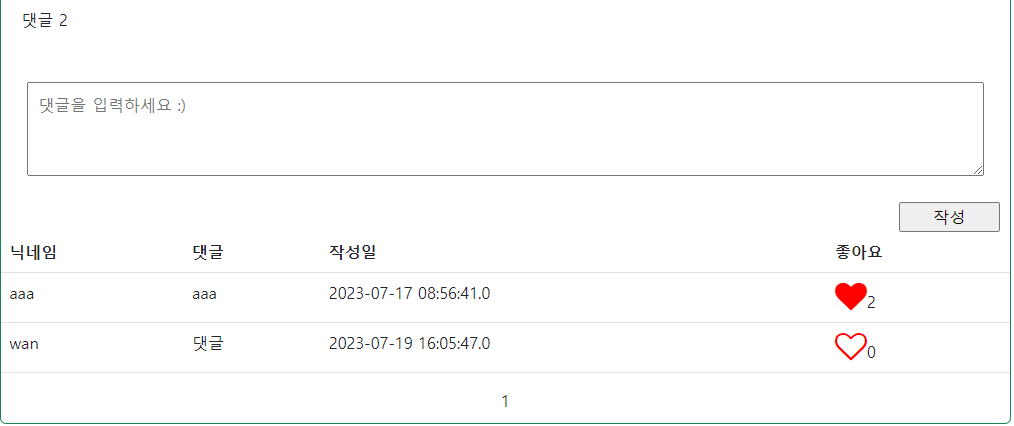 댓글 2
댓글을 입력하세요 :)
작성
닉네임 댓글 작성일 좋아요
aaa aaa 2023-07-17 08:56:41.0 2
wan 댓글 2023-07-19 16:05:47.0 0
1